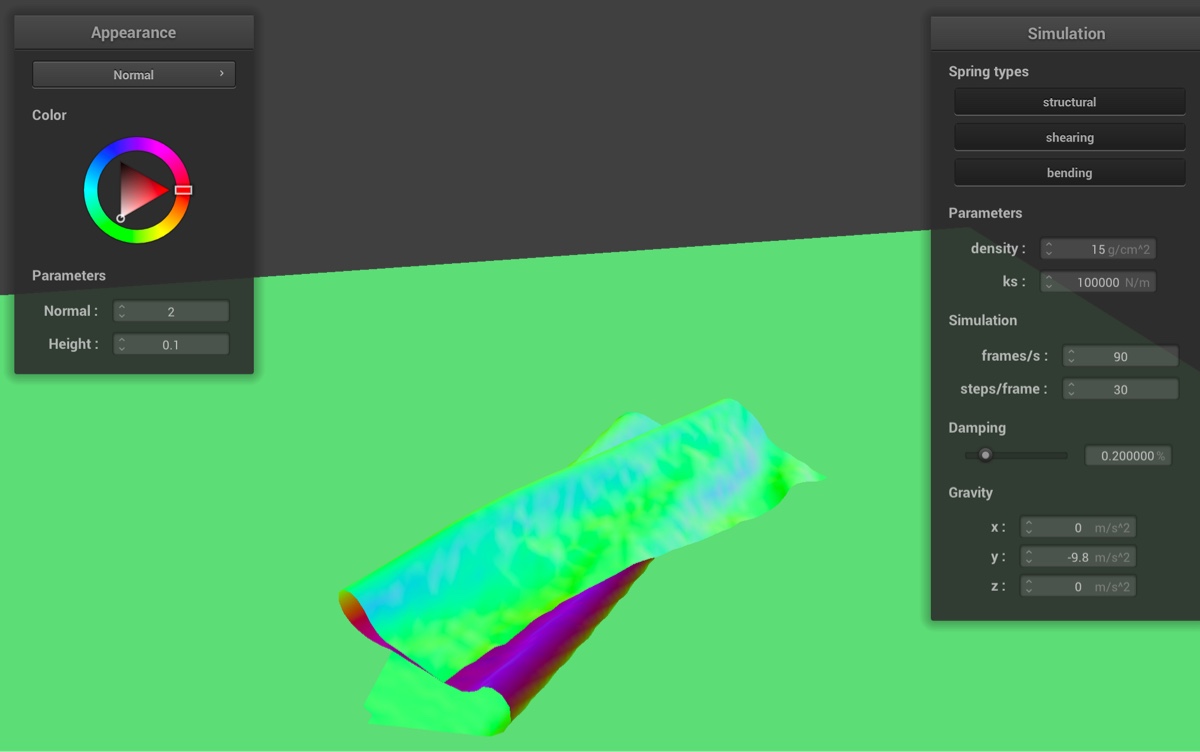 Appearance
Normal
Color
Parameters
Normal : 2
Height : 0.1
Simulation
Spring types
structural
shearing
bending
Parameters
density : 15 g/cm^2
ks : 100000 N/m
Simulation
frames/s : 90
steps/frame : 30
Damping
0.200000 %
Gravity
x : 0 m/s^2
y : -9.8 m/s^2
z : 0 m/s^2